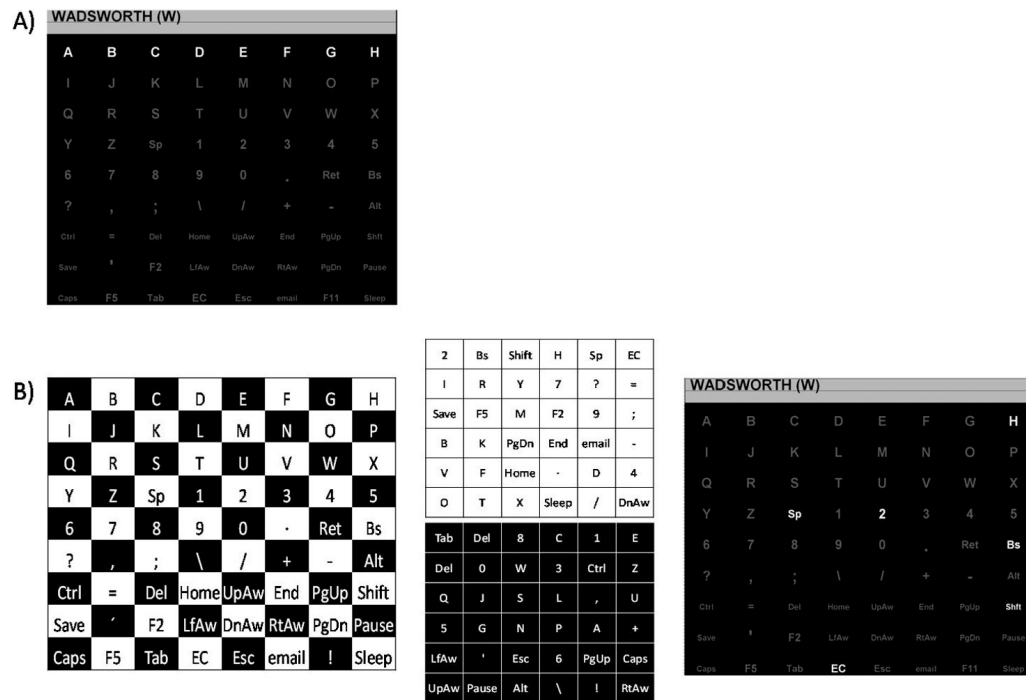 A)
WADSWORTH (W)
A B C D E F G H
I J K L M N O P
Q R S T U V W X
Y Z Sp 1 2 3 4 5
6 7 8 9 0 . Ret Bs
? , ; \ / + - Alt
Ctrl = Del Home UpAw End PgUp Shft
Save ' F2 LfAw DnAw RtAw PgDn Pause
Caps F5 Tab EC Esc email F11 Sleep
B)
A B C D E F G H
I J K L M N O P
Q R S T U V W X
Y Z Sp 1 2 3 4 5
6 7 8 9 0 · Ret Bs
? , ; \ / + - Alt
Ctrl = Del Home UpAw End PgUp Shift
Save ´ F2 LfAw DnAw RtAw PgDn Pause
Caps F5 Tab EC Esc email ! Sleep
2 Bs Shift H Sp EC
I R Y 7 ? =
Save F5 M F2 9 ;
B K PgDn End email -
V F Home · D 4
O T X Sleep / DnAw
Tab Del 8 C 1 E
Del 0 W 3 Ctrl Z
Q J S L , U
5 G N P A +
LfAw ' Esc 6 PgUp Caps
UpAw Pause Alt \ ! RtAw
WADSWORTH (W)
A B C D E F G H
I J K L M N O P
Q R S T U V W X
Y Z Sp 1 2 3 4 5
6 7 8 9 0 . Ret Bs
? , ; \ / + - Alt
Ctrl = Del Home UpAw End PgUp Shft
Save ' F2 LfAw DnAw RtAw PgDn Pause
Caps F5 Tab EC Esc email F11 Sleep